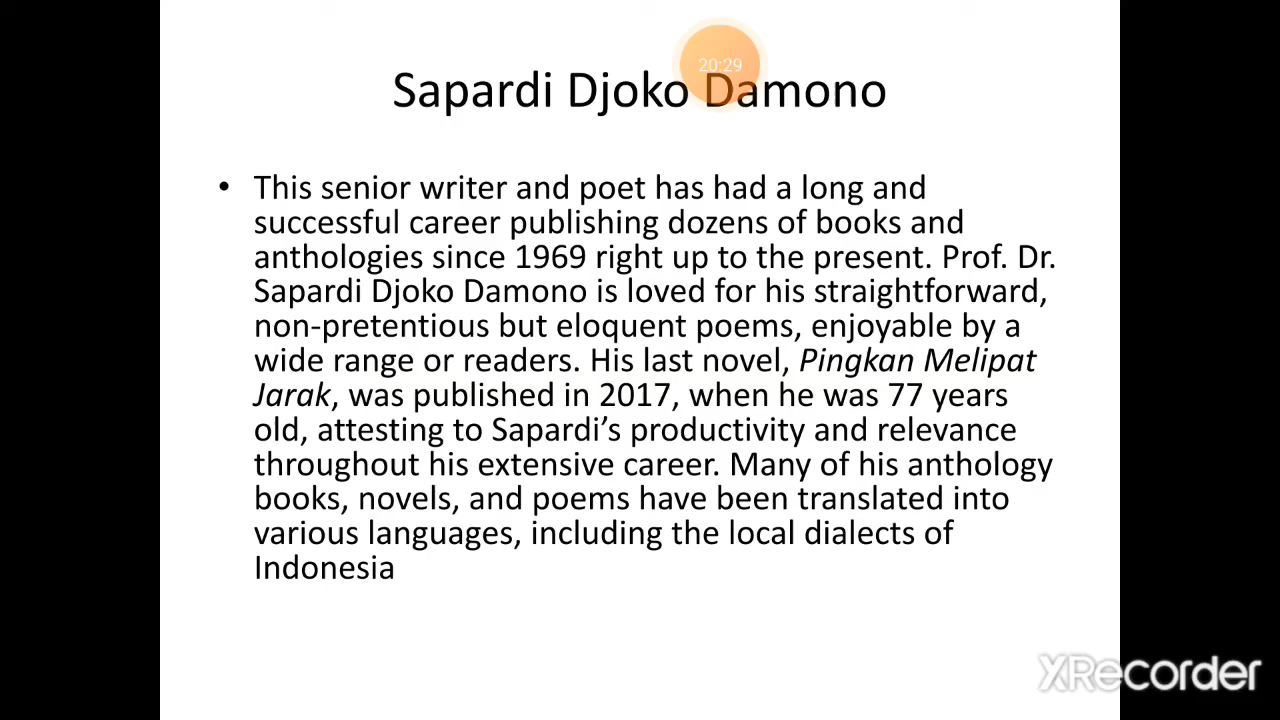 20:29
Sapardi Djoko Damono
• This senior writer and poet has had a long and
successful career publishing dozens of books and
anthologies since 1969 right up to the present. Prof. Dr.
Sapardi Djoko Damono is loved for his straightforward,
non-pretentious but eloquent poems, enjoyable by a
wide range or readers. His last novel, Pingkan Melipat
Jarak, was published in 2017, when he was 77 years
old, attesting to Sapardi’s productivity and relevance
throughout his extensive career. Many of his anthology
books, novels, and poems have been translated into
various languages, including the local dialects of
Indonesia
XRecorder